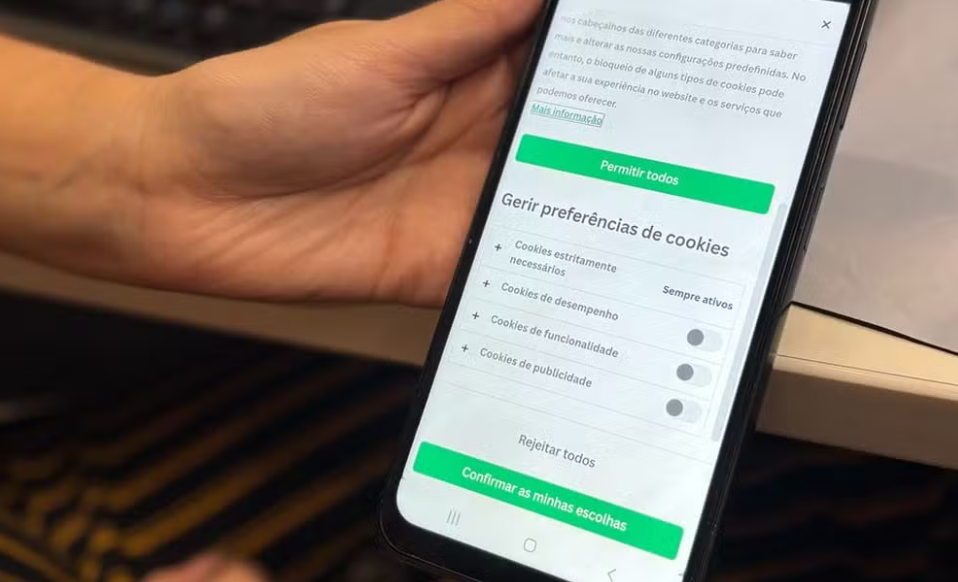 nos cabeçalhos das diferentes categorias para saber
mais e alterar as nossas configurações predefinidas. No
entanto, o bloqueio de alguns tipos de cookies pode
afetar a sua experiência no website e os serviços que
podemos oferecer.
Mais informação
Permitir todos
Gerir preferências de cookies
+ Cookies estritamente
necessários
Sempre ativos
+ Cookies de desempenho
+ Cookies de funcionalidade
+ Cookies de publicidade
Rejeitar todos
Confirmar as minhas escolhas